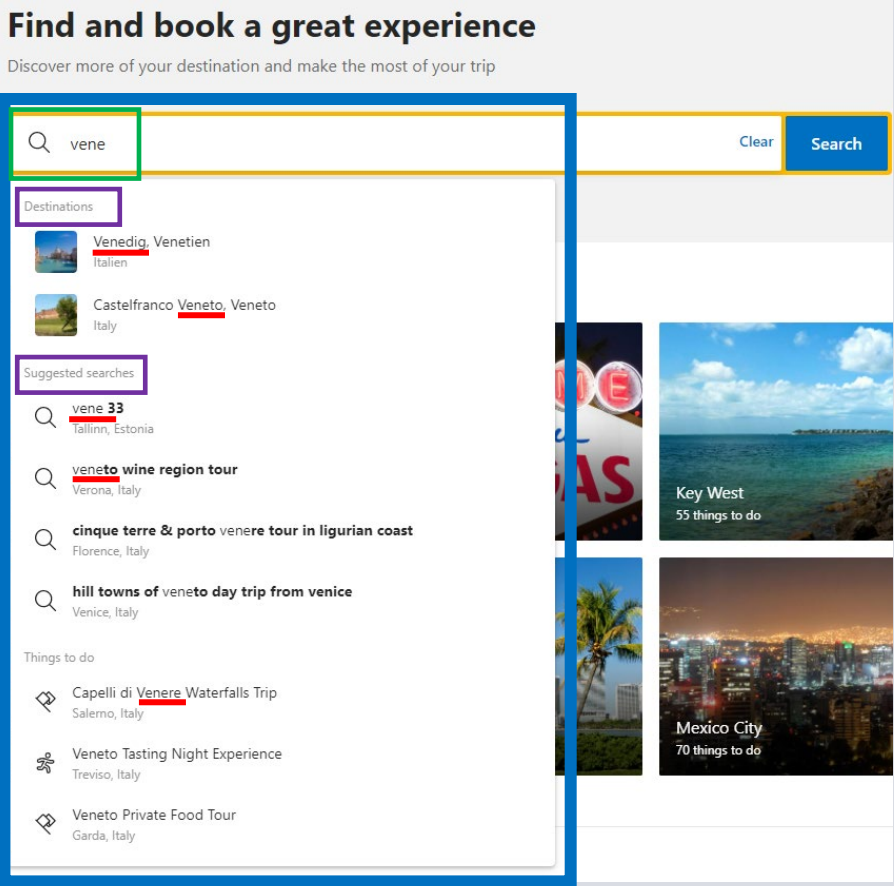 Find and book a great experience
Discover more of your destination and make the most of your trip
vene
Clear
Search
Destinations
Venedig, Venetien
Italien
Castelfranco Veneto, Veneto
Italy
Suggested searches
vene 33
Tallinn, Estonia
veneto wine region tour
Verona, Italy
cinque terre & porto venere tour in ligurian coast
Florence, Italy
hill towns of veneto day trip from venice
Venice, Italy
Things to do
Capelli di Venere Waterfalls Trip
Salerno, Italy
Veneto Tasting Night Experience
Treviso, Italy
Veneto Private Food Tour
Garda, Italy
ME
GAS
Key West
55 things to do
Mexico City
70 things to do